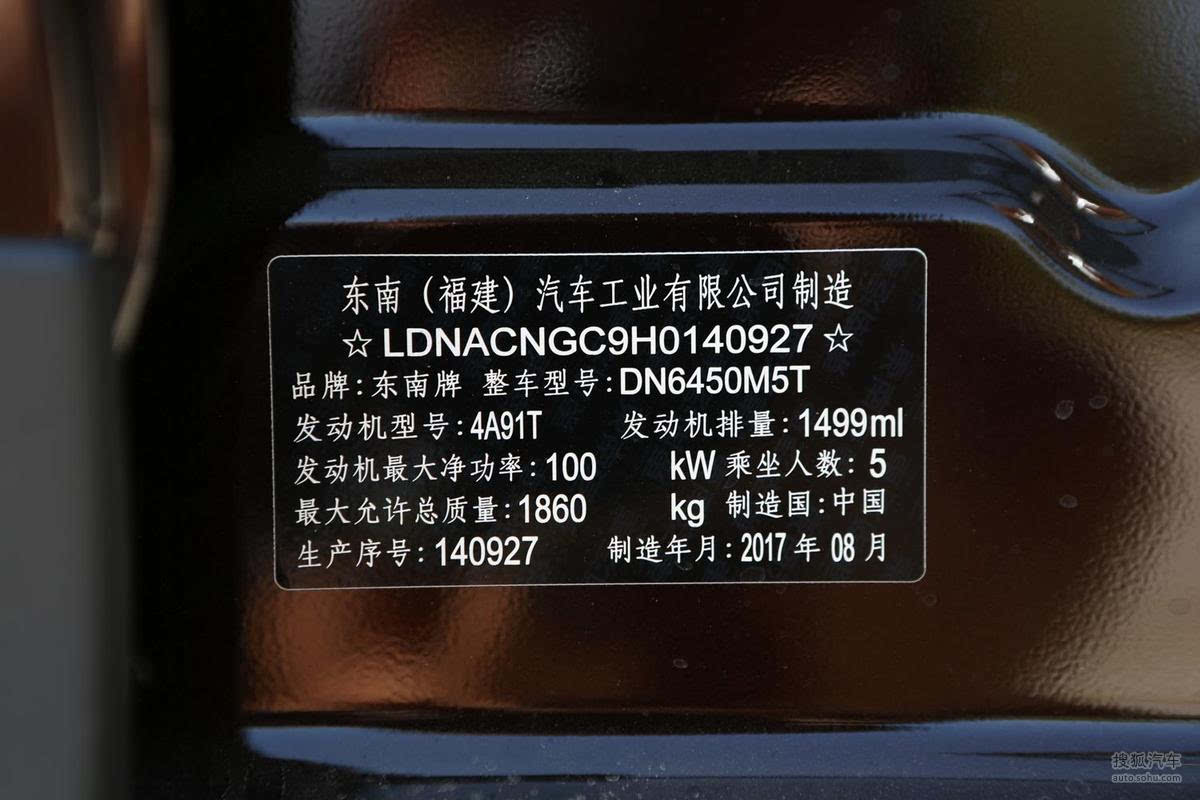 东南（福建）汽车工业有限公司制造
☆LDNACNGC9H0140927☆
品牌:东南牌 整车型号:DN6450M5T
发动机型号:4A91T 发动机排量:1499ml
发动机最大净功率:100 kW 乘坐人数:5
最大允许总质量:1860 kg 制造国:中国
生产序号:140927 制造年月:2017年08月
搜狐汽车
auto.sohu.com